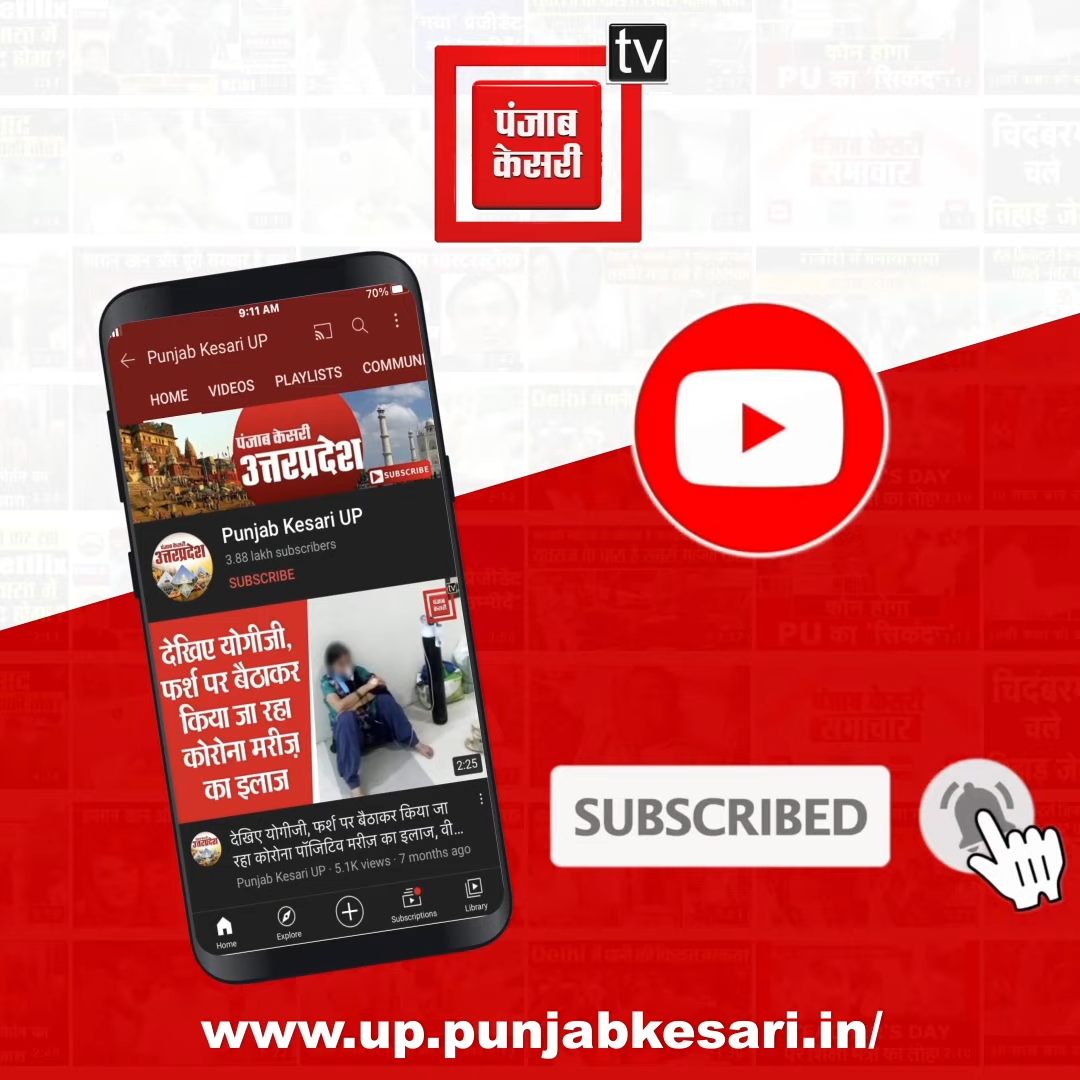 tv
पंजाब
केसरी
9:11 AM
70%
Punjab Kesari UP
HOME VIDEOS PLAYLISTS COMMUNI
पंजाब केसरी
उत्तरप्रदेश
SUBSCRIBE
Punjab Kesari UP
3.88 lakh subscribers
SUBSCRIBE
देखिए योगीजी,
फर्श पर बैठाकर
किया जा रहा
कोरोना मरीज़
का इलाज
2:25
देखिए योगीजी, फर्श पर बैठाकर किया जा
रहा कोरोना पॉजिटिव मरीज़ का इलाज, वी...
Punjab Kesari UP · 5.1K views · 7 months ago
Home Explore Subscriptions Library
SUBSCRIBED
www.up.punjabkesari.in/